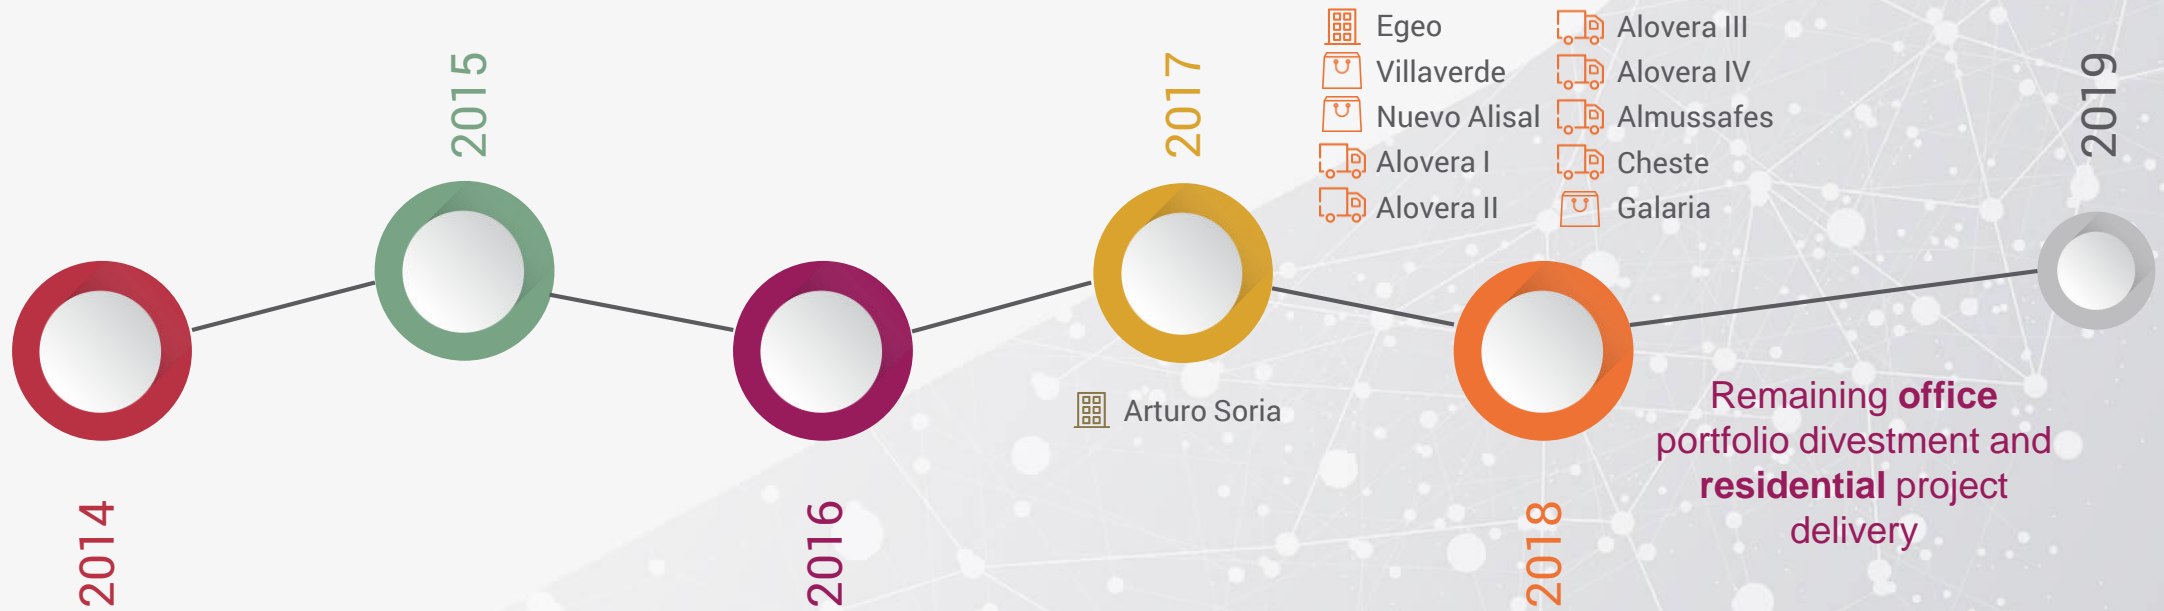 2014
2015
2016
2017
Arturo Soria
Egeo
Villaverde
Nuevo Alisal
Alovera I
Alovera II
Alovera III
Alovera IV
Almussafes
Cheste
Galaria
2018
2019
Remaining office
portfolio divestment and
residential project
delivery